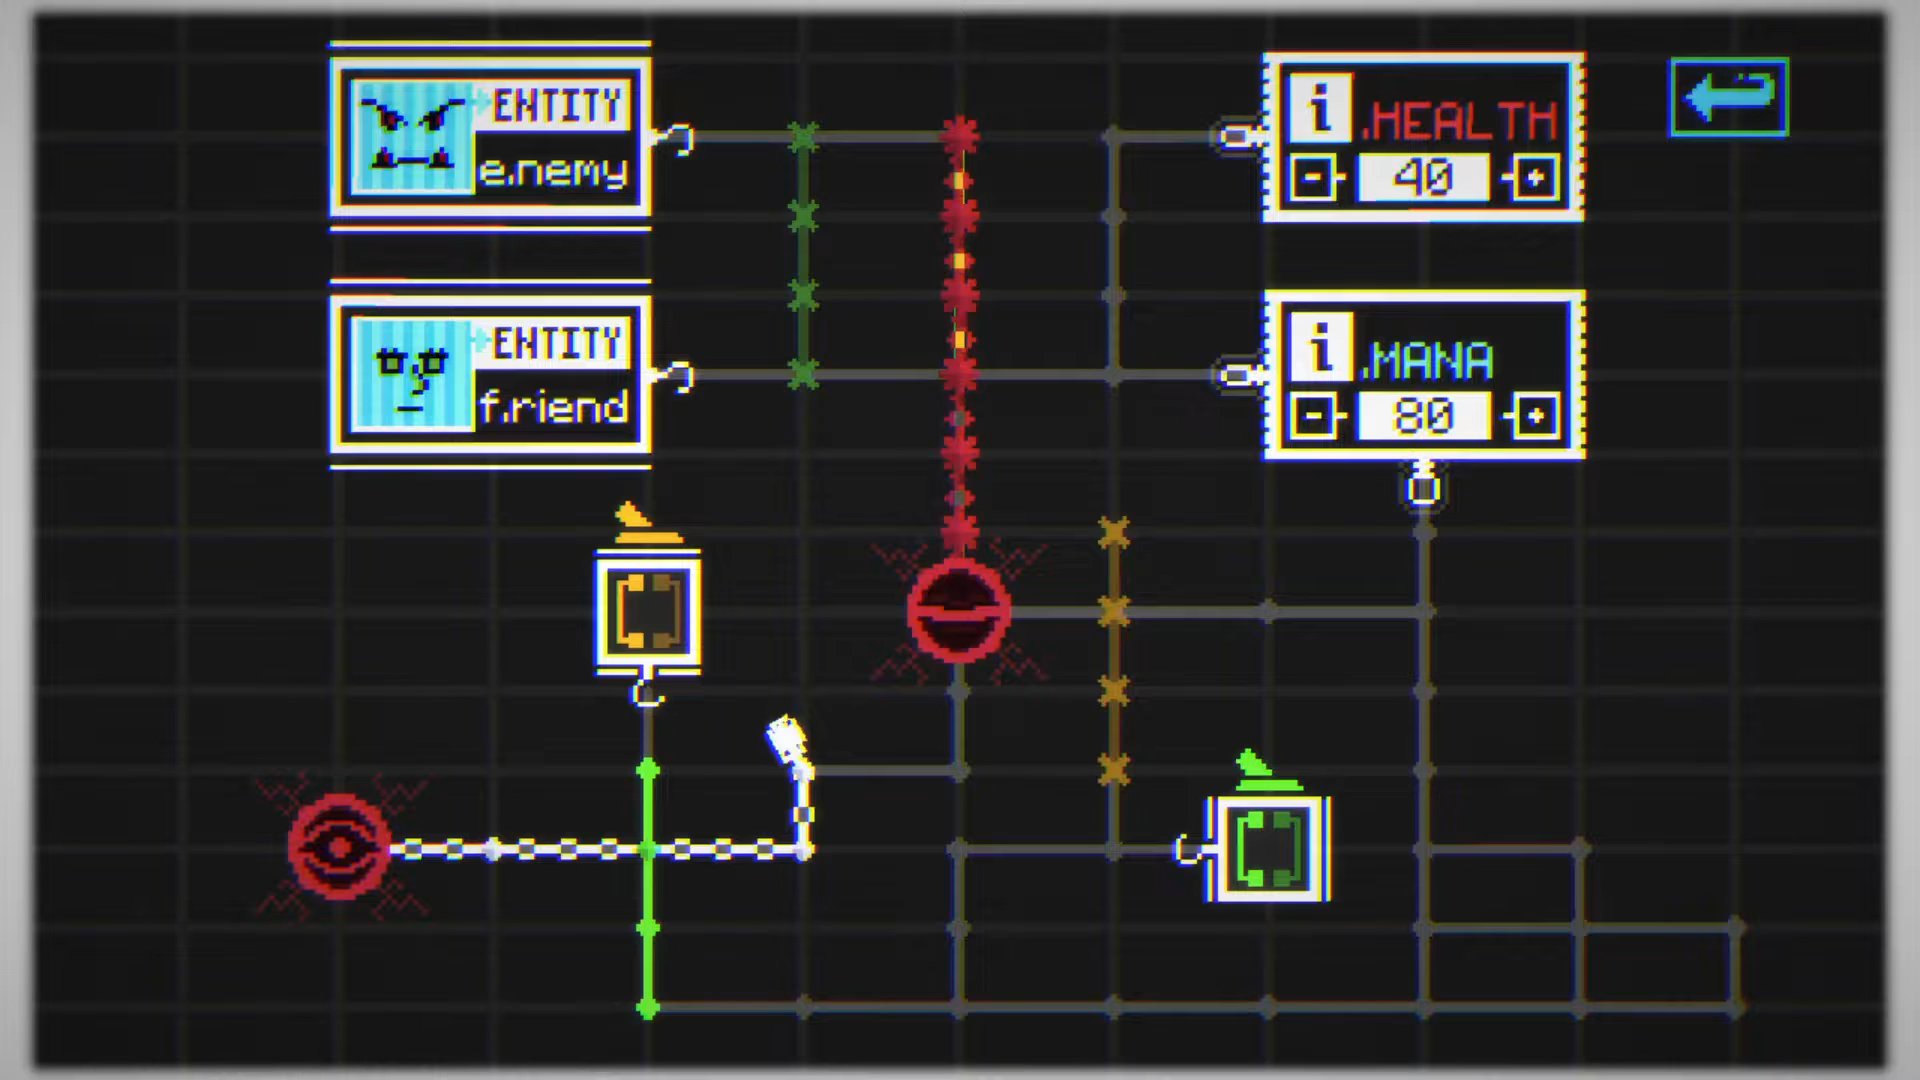 ENTITY
e.nemy
i .HEALTH
- 40 +
ENTITY
f.riend
i .MANA
- 80 +